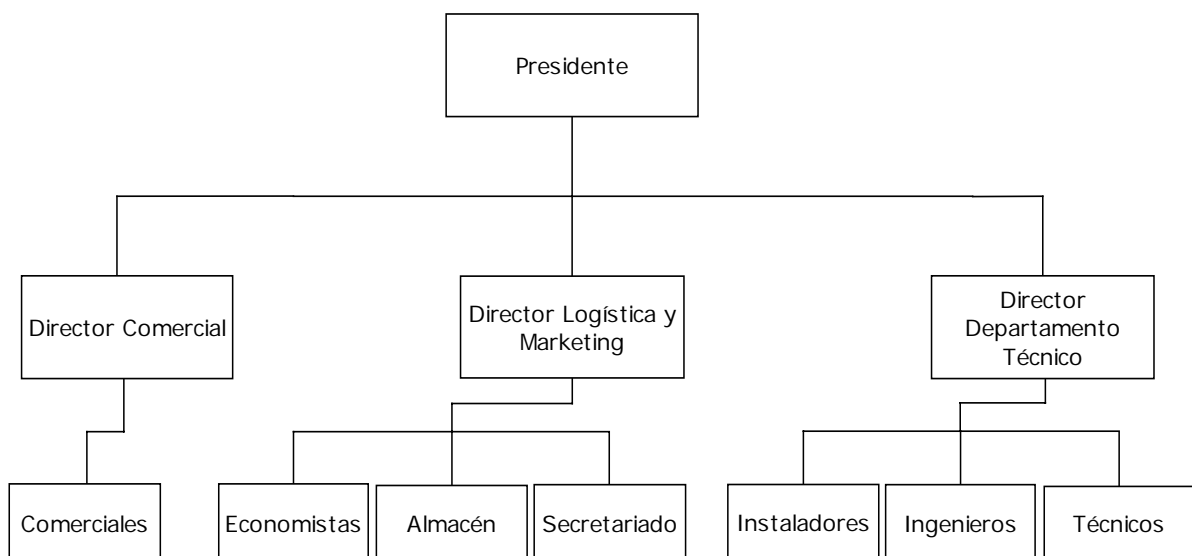 Presidente
Director Comercial
Director Logística y
Marketing
Director
Departamento
Técnico
Comerciales
Economistas
Almacén
Secretariado
Instaladores
Ingenieros
Técnicos